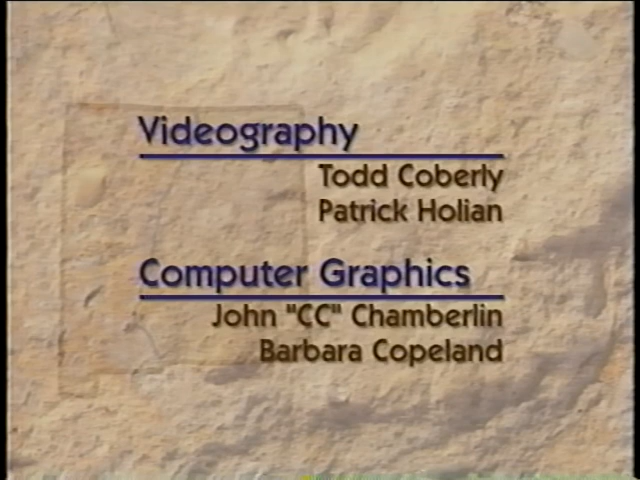 Videography
Todd Coberly
Patrick Holian
Computer Graphics
John "CC" Chamberlin
Barbara Copeland